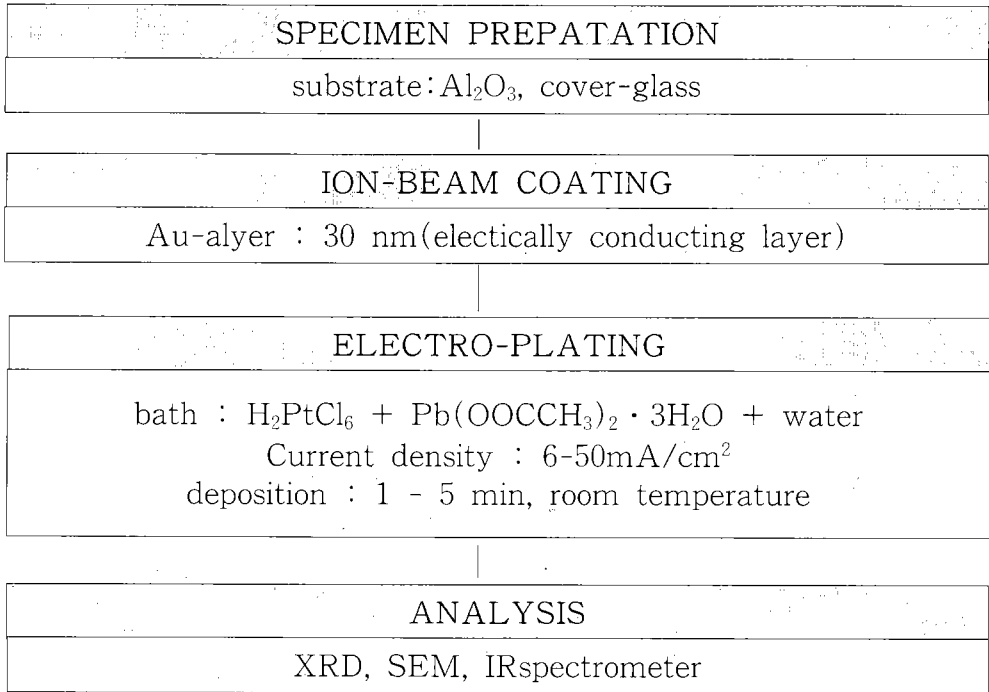 SPECIMEN PREPATATION
substrate:Al₂O₃, cover-glass
ION-BEAM COATING
Au-alyer : 30 nm(electically conducting layer)
ELECTRO-PLATING
bath : H₂PtCl₆ + Pb(OOCCH₃)₂ · 3H₂O + water
Current density : 6-50mA/cm²
deposition : 1 - 5 min, room temperature
ANALYSIS
XRD, SEM, IRspectrometer